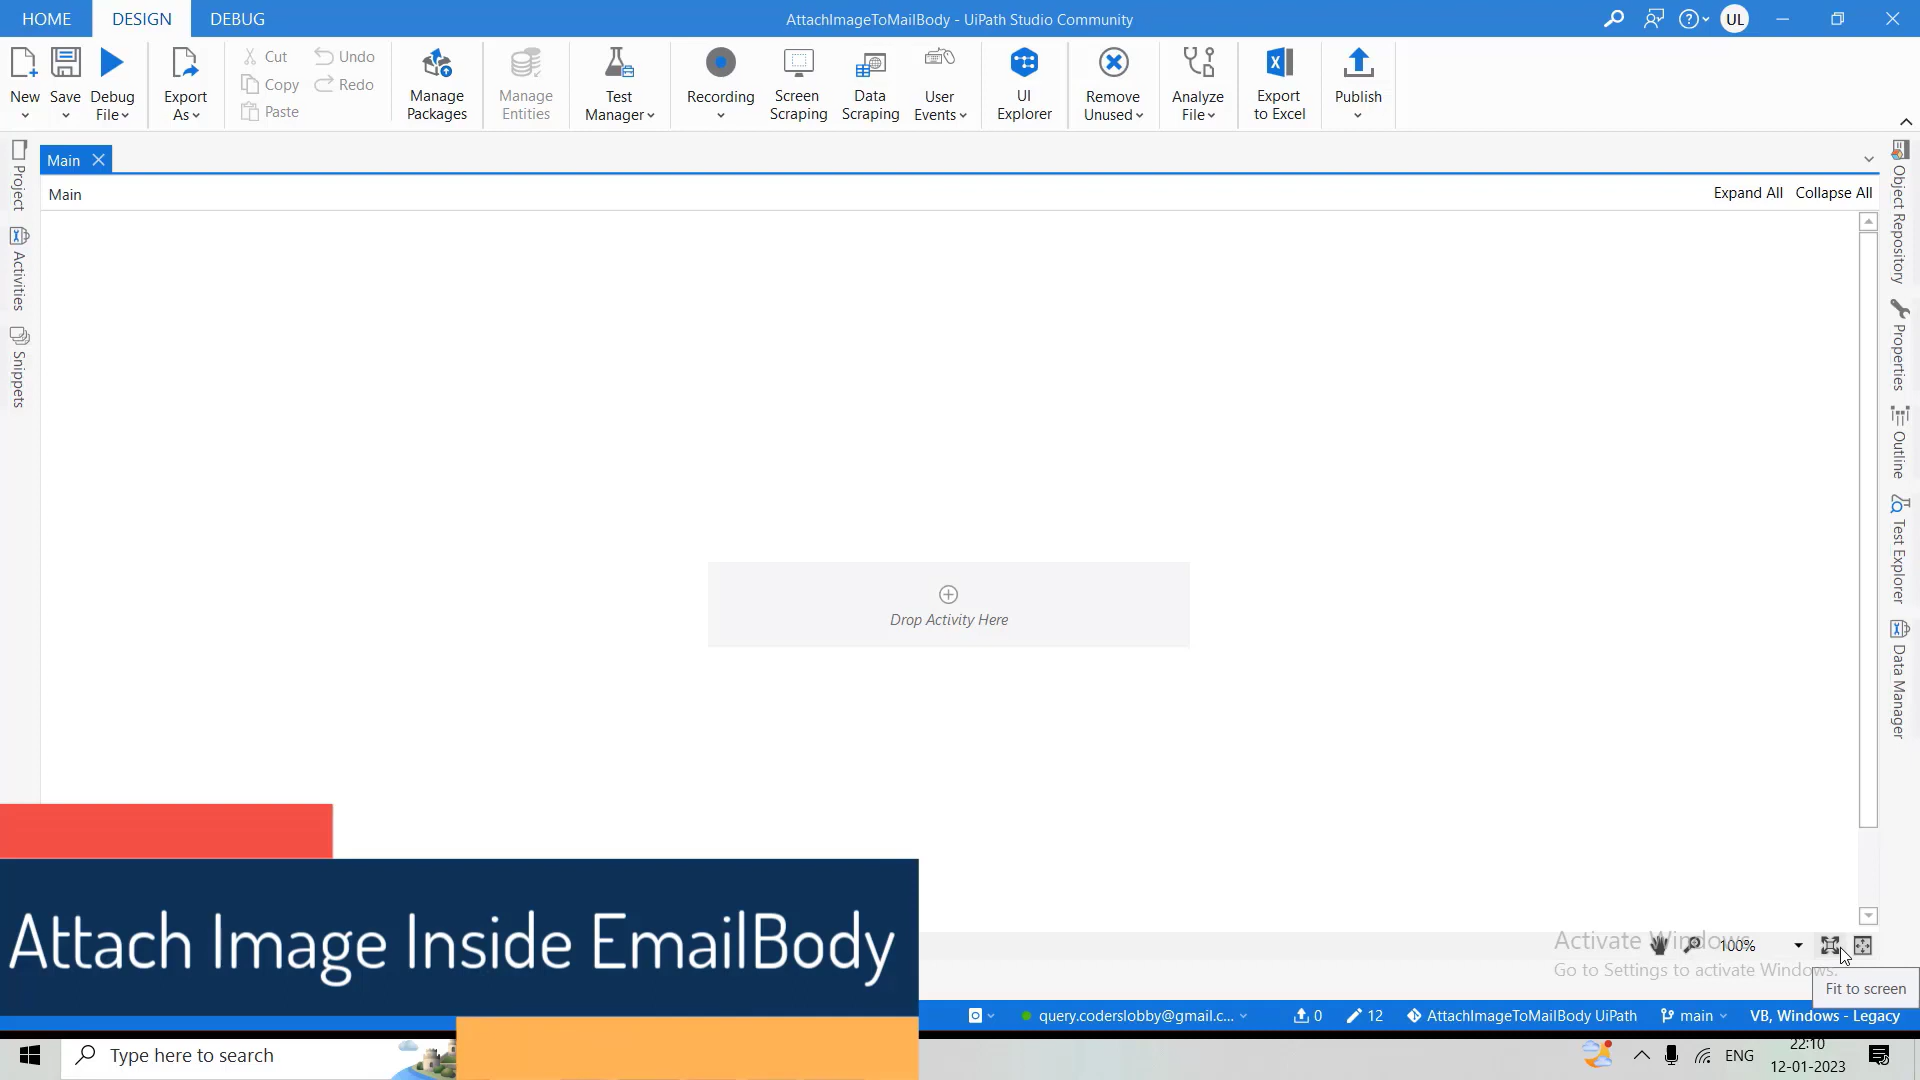 HOME DESIGN DEBUG
AttachImageToMailBody - UiPath Studio Community
UL
New
Save
Debug
File
Export
As
Cut
Copy
Paste
Undo
Redo
Manage
Packages
Manage
Entities
Test
Manager
Recording
Screen
Scraping
Data
Scraping
User
Events
UI
Explorer
Remove
Unused
Analyze
File
Export
to Excel
Publish
Main
Main
Expand All Collapse All
Project
Activities
Snippets
Object Repository
Properties
Outline
Test Explorer
Data Manager
Drop Activity Here
Attach Image Inside EmailBody
Activate Windows
Go to Settings to activate Windows.
100%
Fit to screen
query.coderslobby@gmail.c...
0
12
AttachImageToMailBody UiPath
main
VB, Windows - Legacy
Type here to search
ENG
22:10
12-01-2023